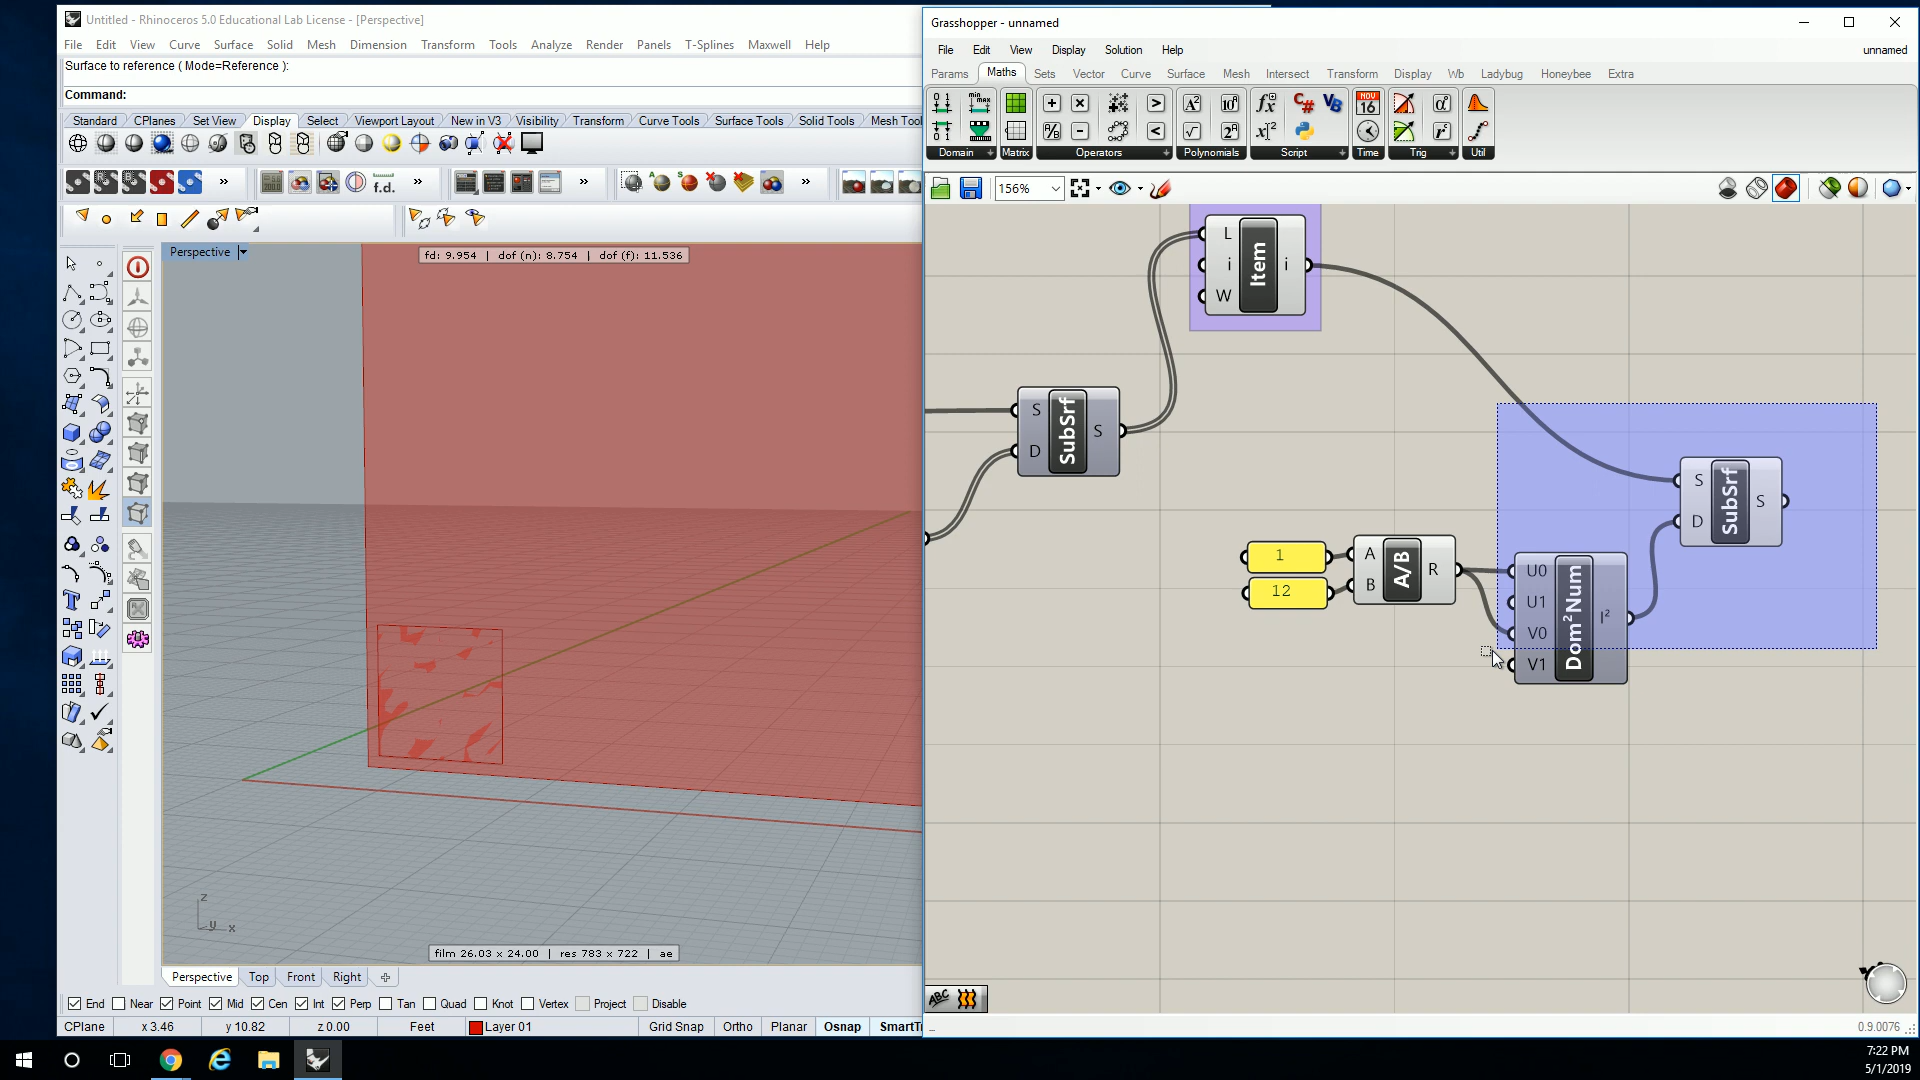 Untitled - Rhinoceros 5.0 Educational Lab License - [Perspective]
File Edit View Curve Surface Solid Mesh Dimension Transform Tools Analyze Render Panels T-Splines Maxwell Help
Surface to reference ( Mode=Reference ):
Command:
Standard CPlanes Set View Display Select Viewport Layout New in V3 Visibility Transform Curve Tools Surface Tools Solid Tools Mesh Tool
f.d.
Perspective
fd: 9.954 | dof (n): 8.754 | dof (f): 11.536
z
y x
film 26.03 x 24.00 | res 783 x 722 | ae
Perspective Top Front Right
End Near Point Mid Cen Int Perp Tan Quad Knot Vertex Project Disable
CPlane x 3.46 y 10.82 z 0.00 Feet Layer 01 Grid Snap Ortho Planar Osnap SmartTr
Grasshopper - unnamed
File Edit View Display Solution Help unnamed
Params Maths Sets Vector Curve Surface Mesh Intersect Transform Display Wb Ladybug Honeybee Extra
Domain Matrix Operators Polynomials Script Time Trig Util
NOV
16
156%
L
i
W
Item
i
S
D
SubSrf
S
1
12
A
B
A/B
R
U0
U1
V0
V1
Dom²Num
I²
S
D
SubSrf
S
ABC
0.9.0076
7:22 PM
5/1/2019